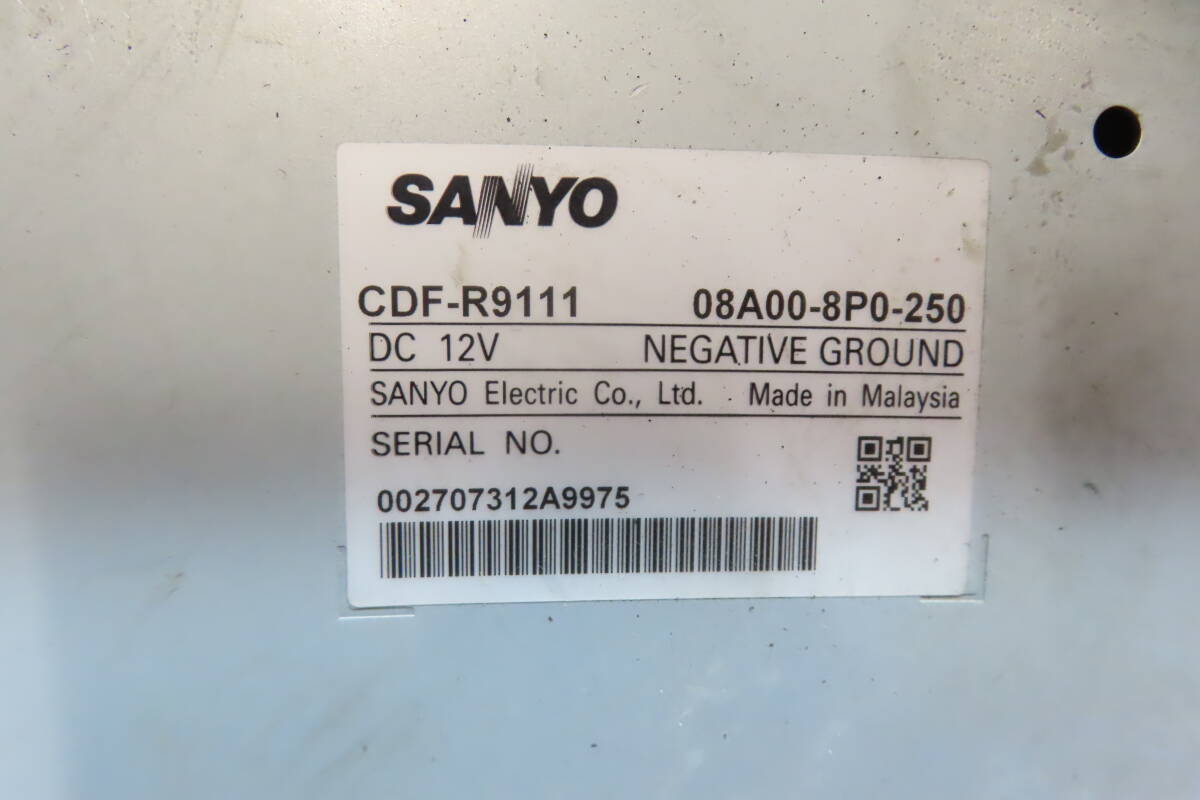 SANYO
CDF-R9111 08A00-8P0-250
DC 12V NEGATIVE GROUND
SANYO Electric Co., Ltd. Made in Malaysia
SERIAL NO.
002707312A9975